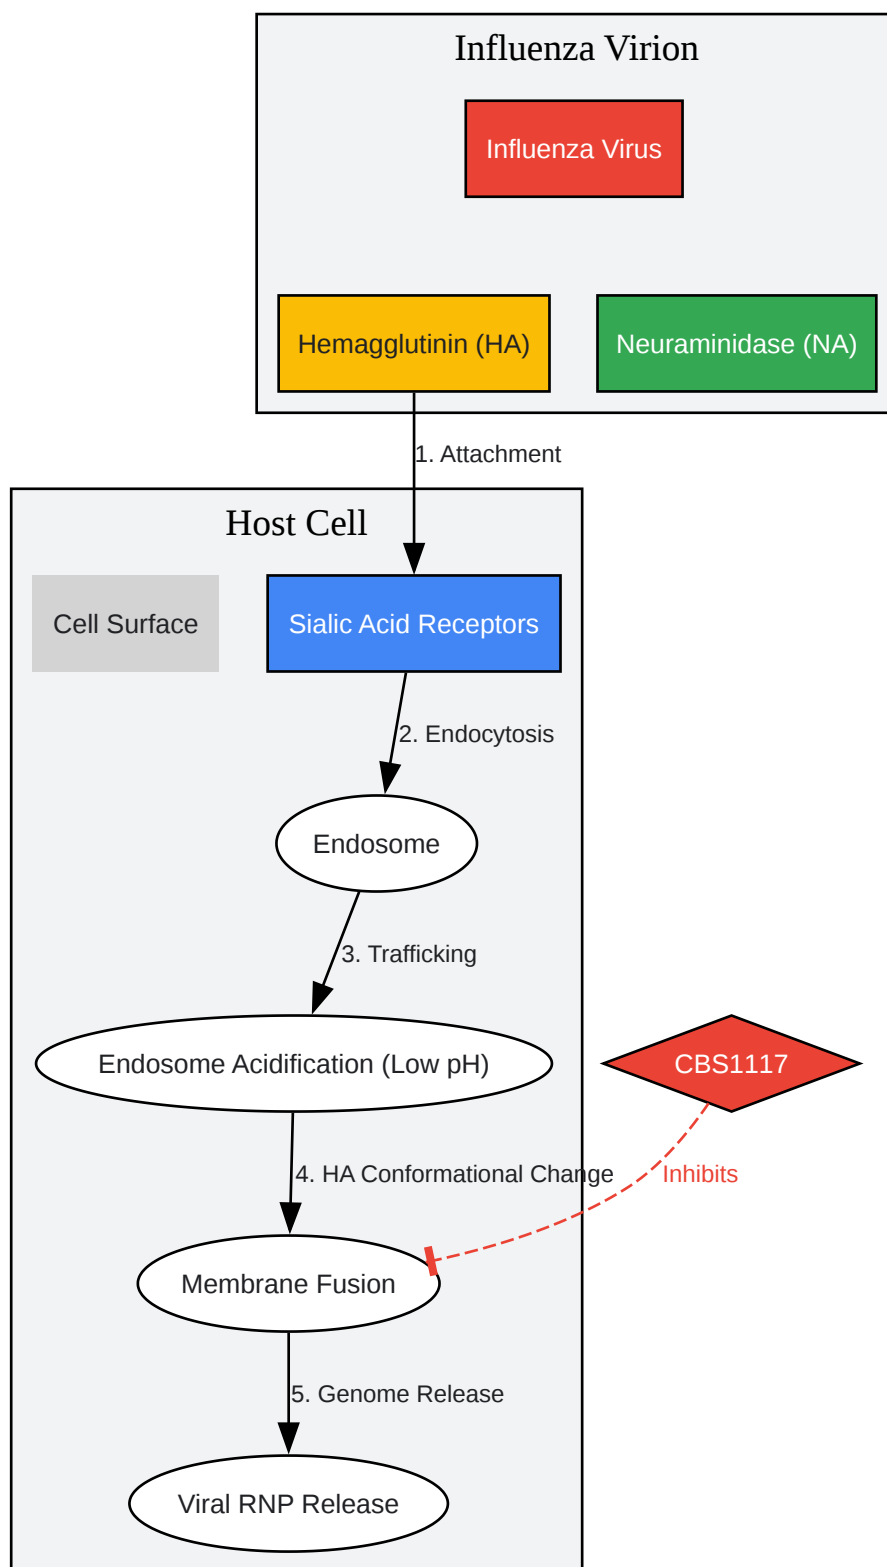 Influenza Virion
Influenza Virus
Hemagglutinin (HA)
Neuraminidase (NA)
1. Attachment
Host Cell
Cell Surface
Sialic Acid Receptors
2. Endocytosis
Endosome
3. Trafficking
Endosome Acidification (Low pH)
CBS1117
4. HA Conformational Change
Inhibits
Membrane Fusion
5. Genome Release
Viral RNP Release